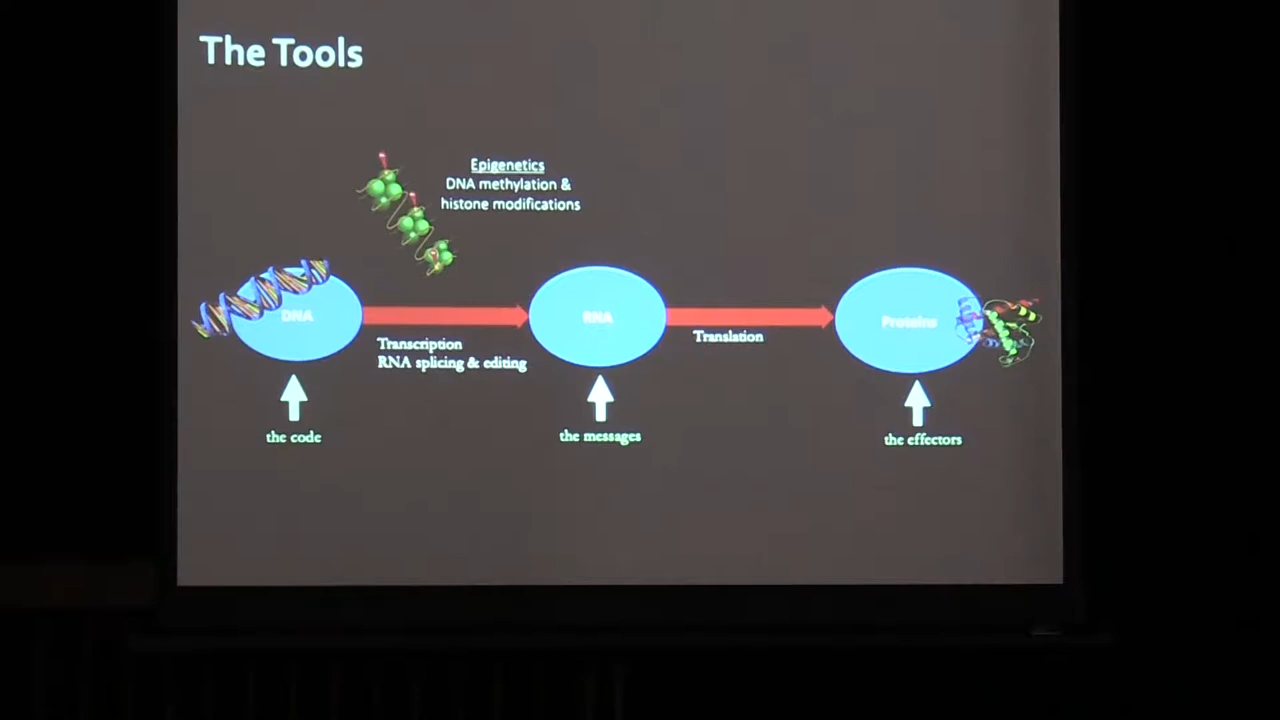 The Tools
Epigenetics
DNA methylation &
histone modifications
DNA
RNA
Proteins
Transcription
RNA splicing & editing
Translation
the code
the messages
the effectors